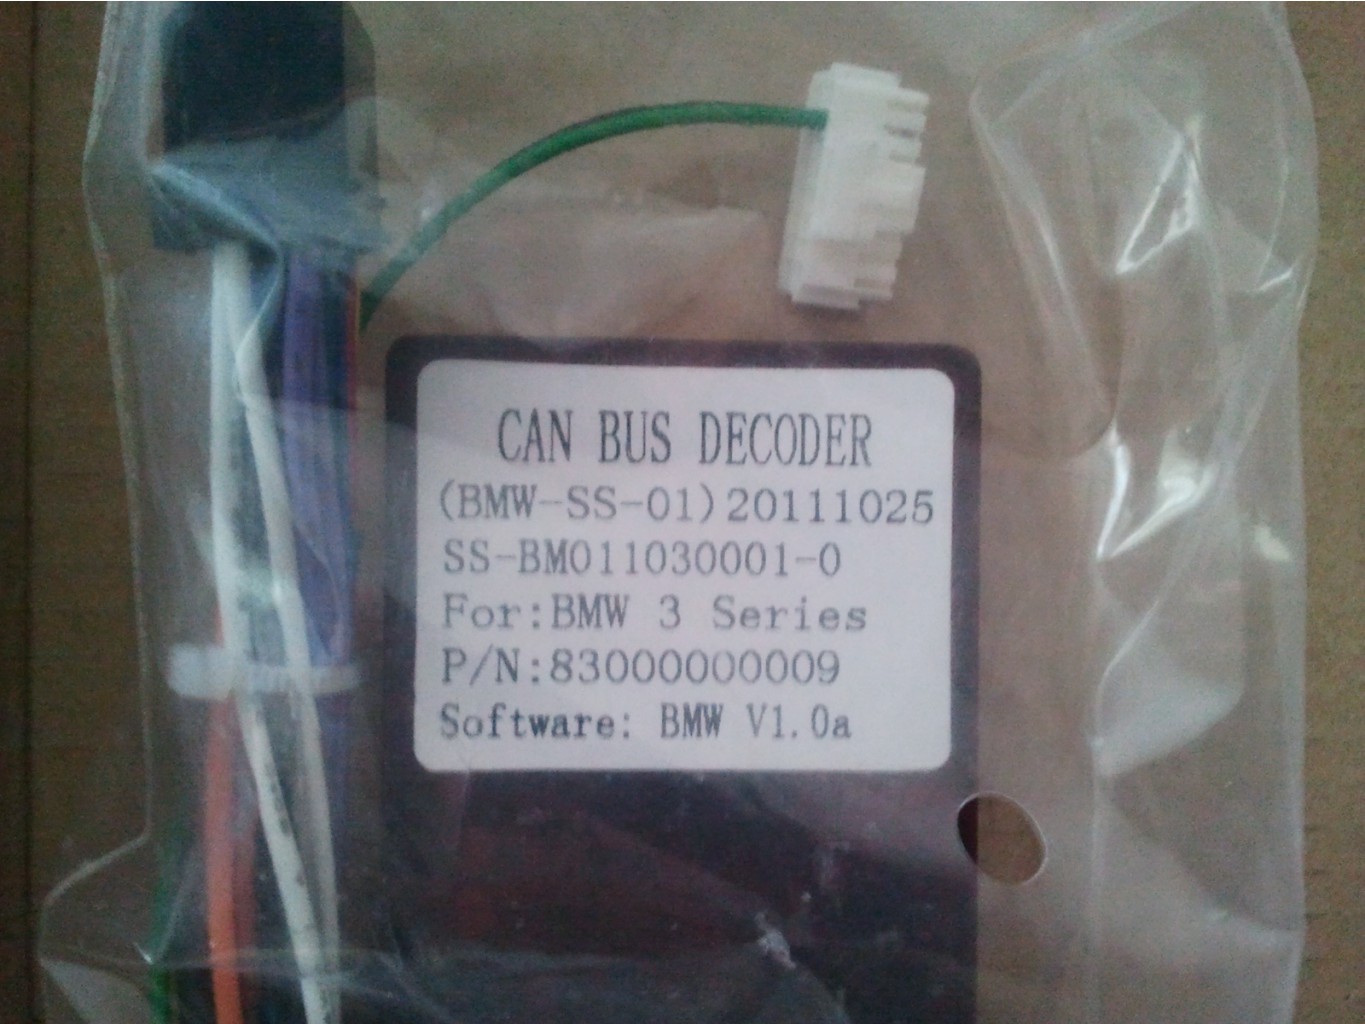 CAN BUS DECODER
(BMW-SS-01)20111025
SS-BM011030001-0
For:BMW 3 Series
P/N:83000000009
Software: BMW V1.0a